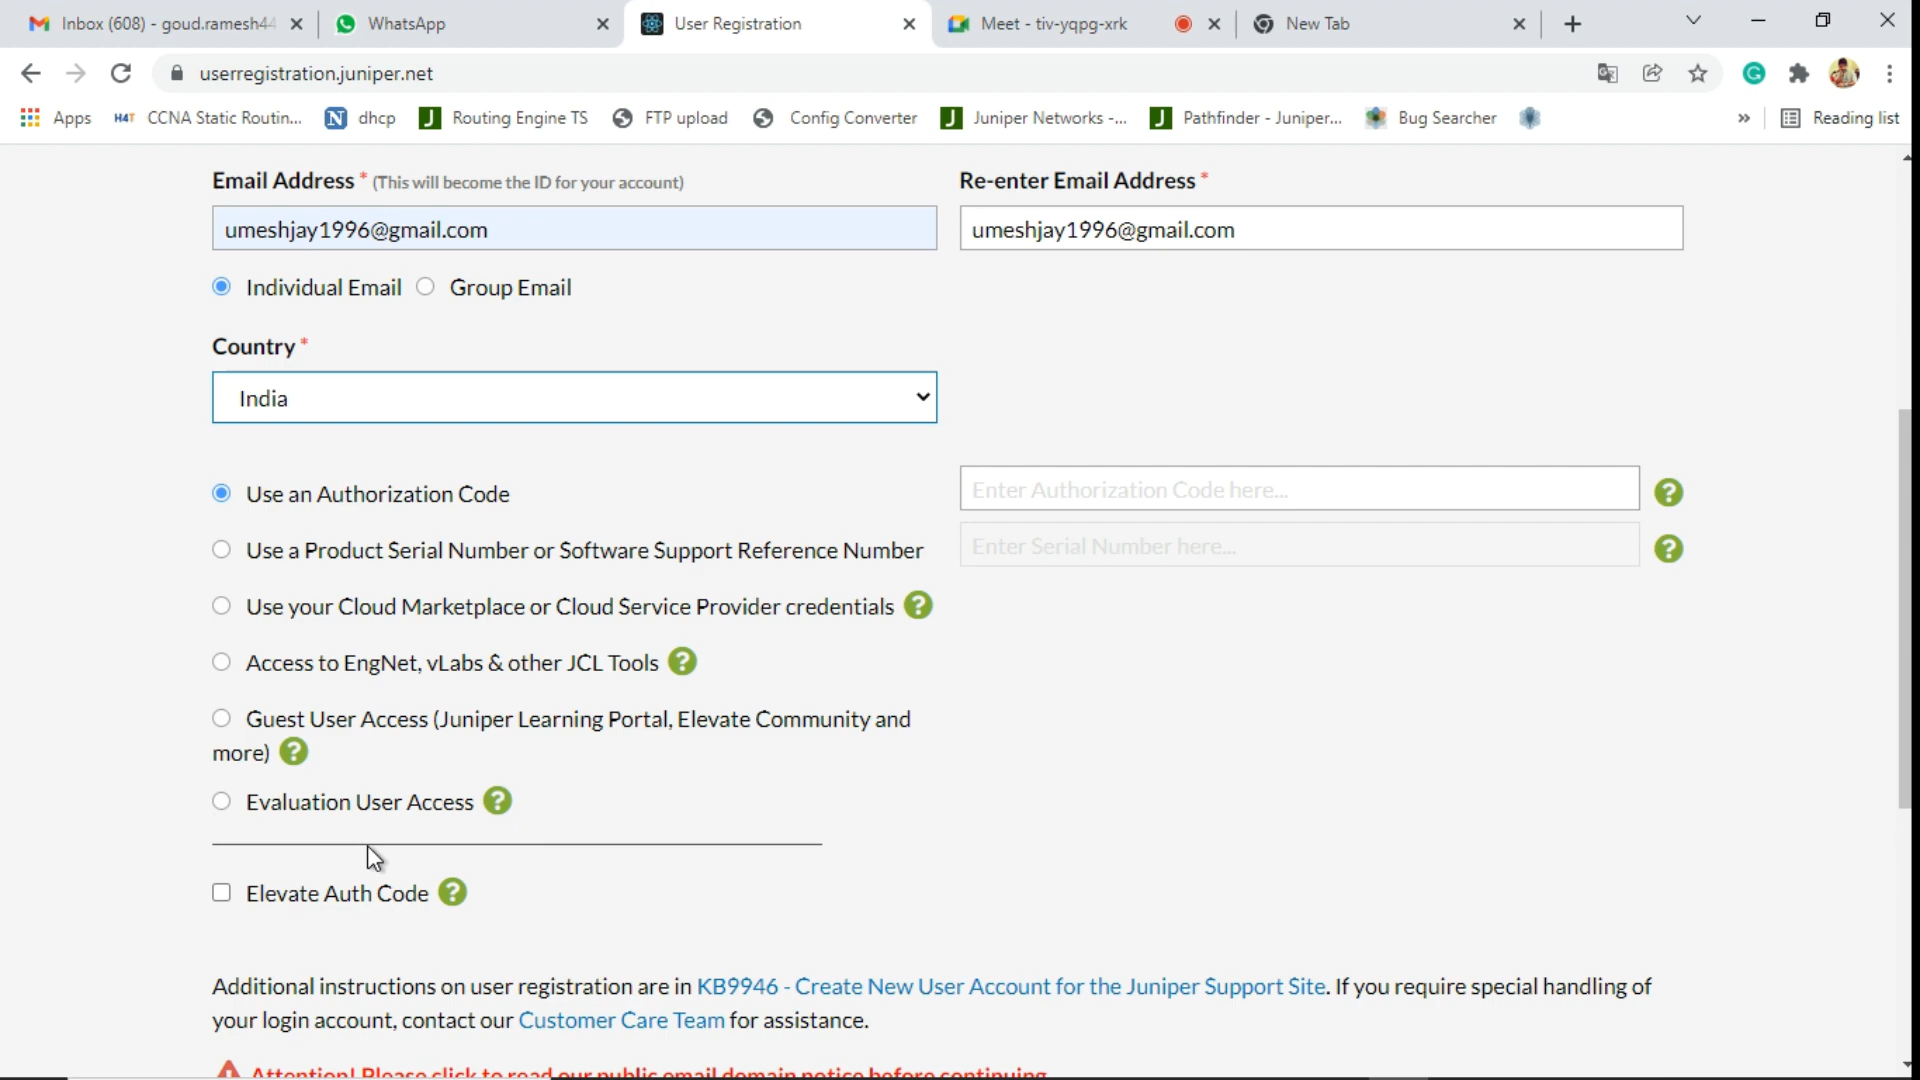 Inbox (608) - goud.ramesh44
WhatsApp
User Registration
Meet - tiv-yqpg-xrk
New Tab
userregistration.juniper.net
Apps
H4T CCNA Static Routin...
N dhcp
J Routing Engine TS
FTP upload
Config Converter
J Juniper Networks -...
J Pathfinder - Juniper...
Bug Searcher
»
Reading list
Email Address * (This will become the ID for your account)
Re-enter Email Address *
umeshjay1996@gmail.com
umeshjay1996@gmail.com
Individual Email
Group Email
Country *
India
Use an Authorization Code
Enter Authorization Code here...
?
Use a Product Serial Number or Software Support Reference Number
Enter Serial Number here...
?
Use your Cloud Marketplace or Cloud Service Provider credentials ?
Access to EngNet, vLabs & other JCL Tools ?
Guest User Access (Juniper Learning Portal, Elevate Community and
more) ?
Evaluation User Access ?
Elevate Auth Code ?
Additional instructions on user registration are in KB9946 - Create New User Account for the Juniper Support Site. If you require special handling of
your login account, contact our Customer Care Team for assistance.
Attention! Please click to read our public email domain notice before continuing